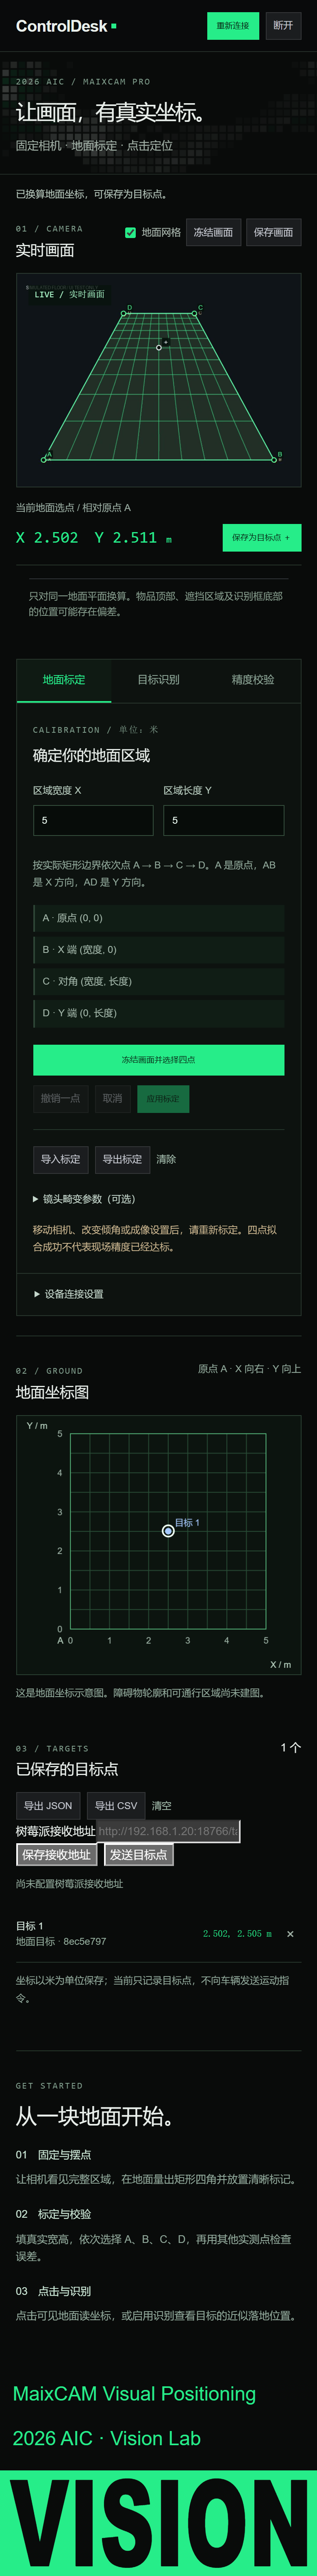 ControlDesk
重新连接
断开
2026 AIC / MAIXCAM PRO
让画面，有真实坐标。
固定相机 · 地面标定 · 点击定位
已换算地面坐标，可保存为目标点。
01 / CAMERA
实时画面
地面网格
冻结画面
保存画面
LIVE / 实时画面
D
C
A
B
当前地面选点 / 相对原点 A
X 2.502 Y 2.511 m
保存为目标点 +
只对同一地面平面换算。物品顶部、遮挡区域及识别框底部
的位置可能存在偏差。
地面标定
目标识别
精度校验
CALIBRATION / 单位：米
确定你的地面区域
区域宽度 X
区域长度 Y
5
5
按实际矩形边界依次点 A → B → C → D。A 是原点，AB
是 X 方向，AD 是 Y 方向。
A · 原点 (0, 0)
B · X 端 (宽度, 0)
C · 对角 (宽度, 长度)
D · Y 端 (0, 长度)
冻结画面并选择四点
撤销一点
取消
应用标定
导入标定
导出标定
清除
镜头畸变参数（可选）
移动相机、改变倾角或成像设置后，请重新标定。四点拟
合成功不代表现场精度已经达标。
设备连接设置
02 / GROUND
地面坐标图
原点 A · X 向右 · Y 向上
Y / m
5
4
3
2
1
0
目标 1
A 0 1 2 3 4 5
X / m
这是地面坐标示意图。障碍物轮廓和可通行区域尚未建图。
03 / TARGETS
已保存的目标点
1 个
导出 JSON
导出 CSV
清空
树莓派接收地址
http://192.168.1.20:18766/t
保存接收地址
发送目标点
尚未配置树莓派接收地址
目标 1
地面目标 · 8ec5e797
2.502, 2.505 m
×
坐标以米为单位保存；当前只记录目标点，不向车辆发送运动指
令。
GET STARTED
从一块地面开始。
01 固定与摆点
让相机看见完整区域，在地面量出矩形四角并放置清晰标记。
02 标定与校验
填真实宽高，依次选择 A、B、C、D，再用其他实测点检查
误差。
03 点击与识别
点击可见地面读坐标，或启用识别查看目标的近似落地位置。
MaixCAM Visual Positioning
2026 AIC · Vision Lab
VISION